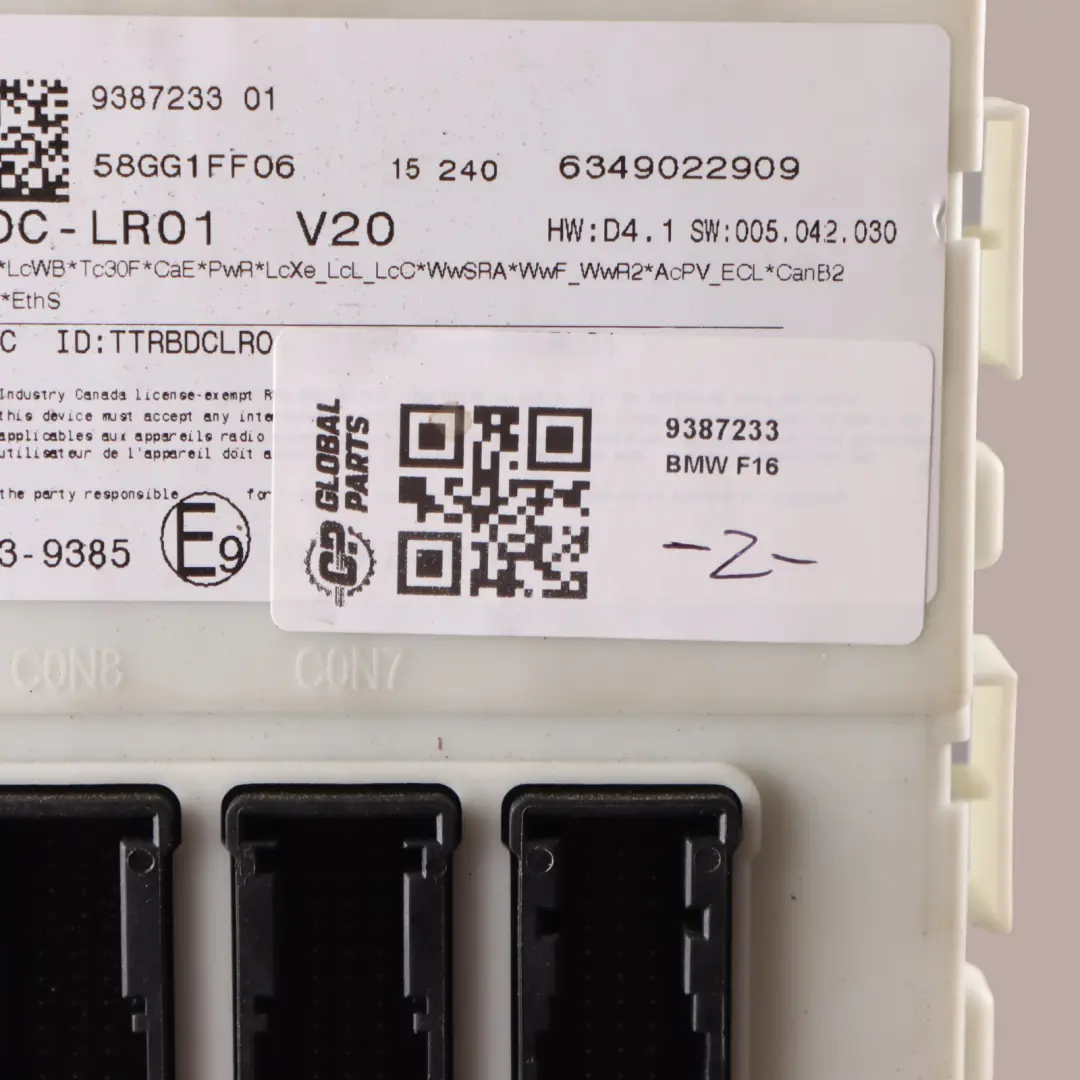 9387233 01
58GG1FF06 15 240 6349022909
DC-LR01 V20 HW:D4.1 SW:005.042.030
*LcWB*Tc30F*CaE*PwR*LcXe_LcL_LcC*WwSRA*WwF_WwR2*AcPV_ECL*CanB2
*EthS
C ID:TTRBDCLR0
Industry Canada license-exempt R
this device must accept any inte
applicables aux appareils radio
utilisateur de l'appareil doit a
the party responsible for
3-9385 E9
GLOBAL
PARTS
GP
9387233
BMW F16
-2-
CON8 CON7